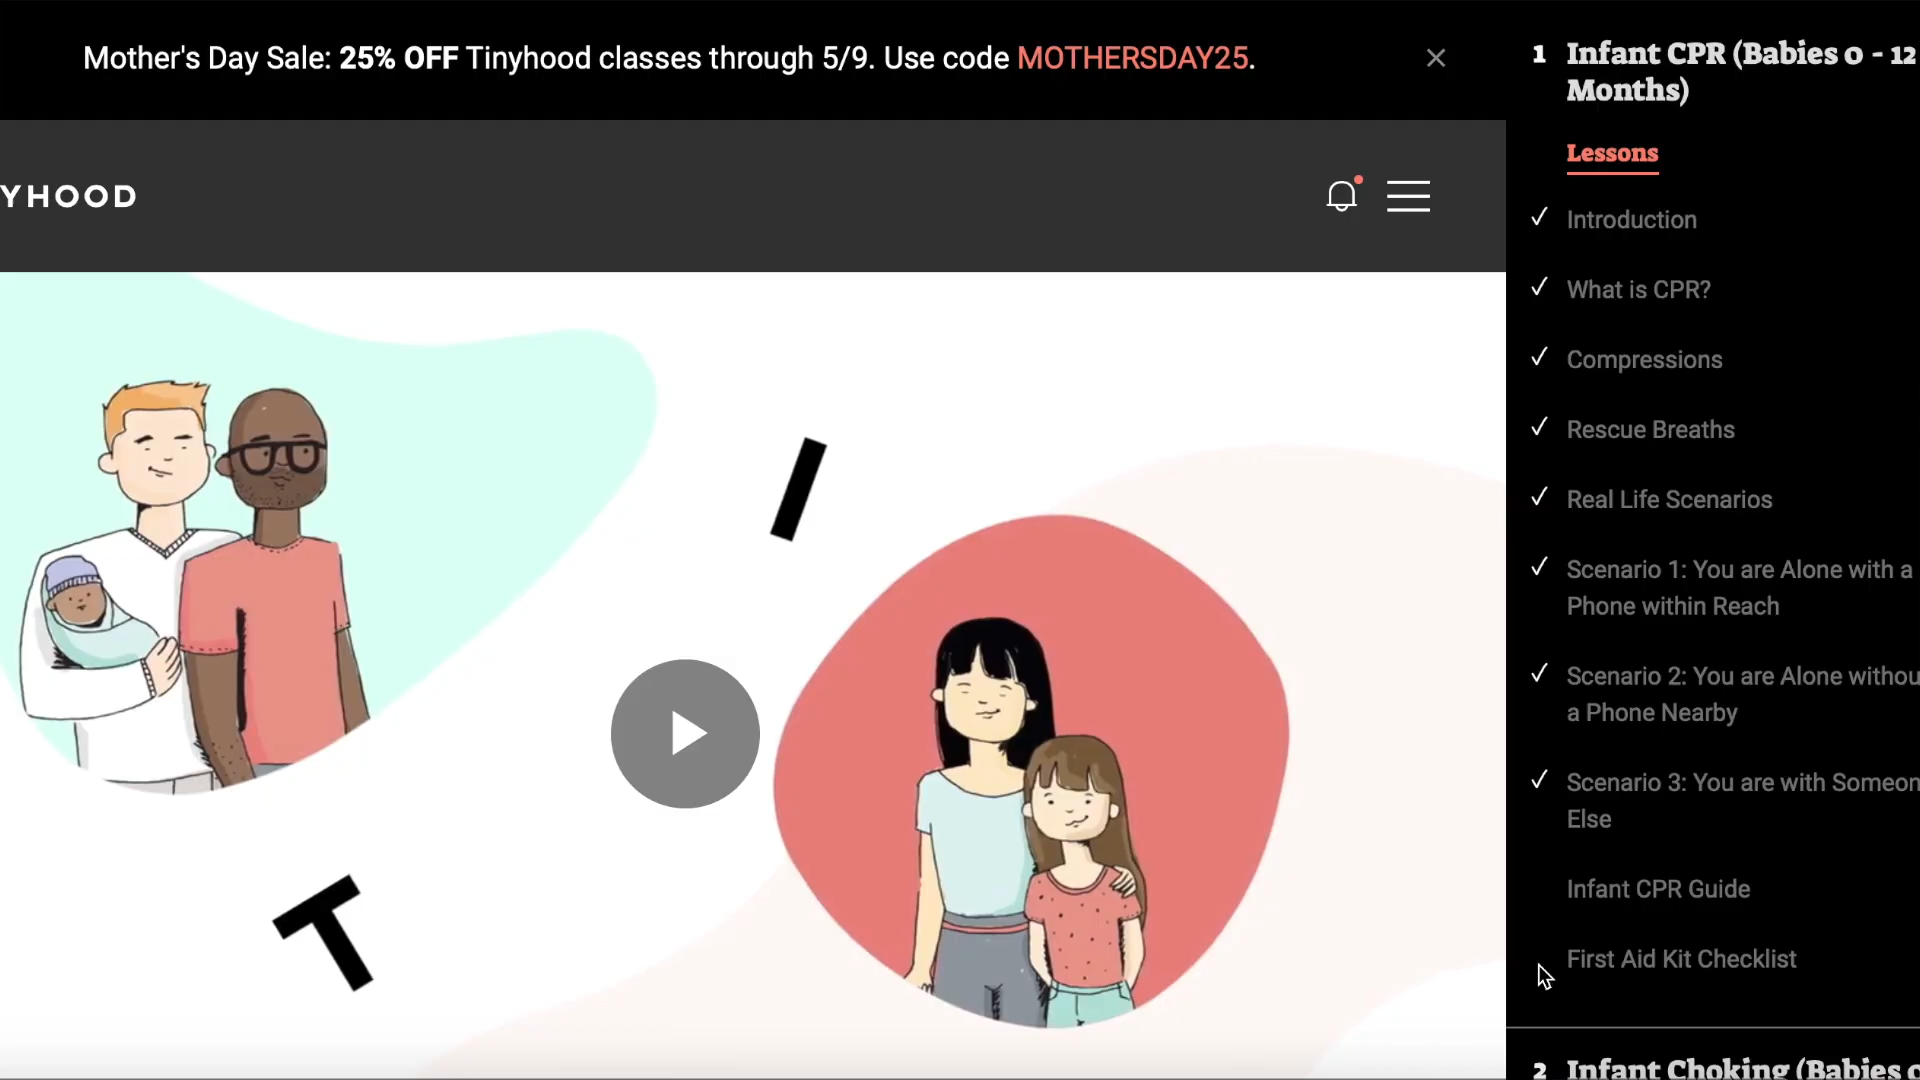 Mother's Day Sale: 25% OFF Tinyhood classes through 5/9. Use code MOTHERSDAY25.
YHOOD
I
T
1 Infant CPR (Babies 0 - 12
Months)
Lessons
Introduction
What is CPR?
Compressions
Rescue Breaths
Real Life Scenarios
Scenario 1: You are Alone with a
Phone within Reach
Scenario 2: You are Alone withou
a Phone Nearby
Scenario 3: You are with Someon
Else
Infant CPR Guide
First Aid Kit Checklist
2 Infant Choking (Babies 0